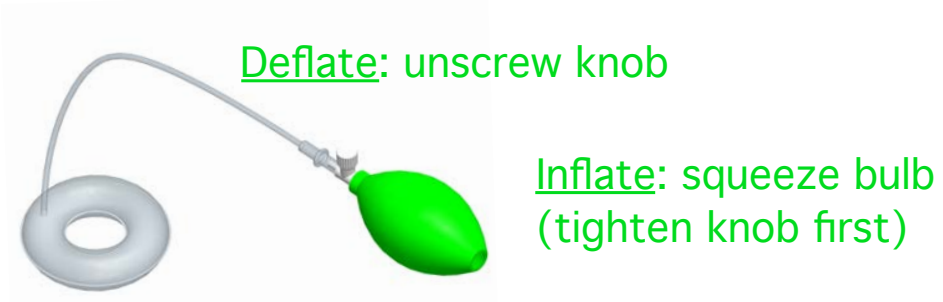 Deflate: unscrew knob
Inflate: squeeze bulb
(tighten knob first)